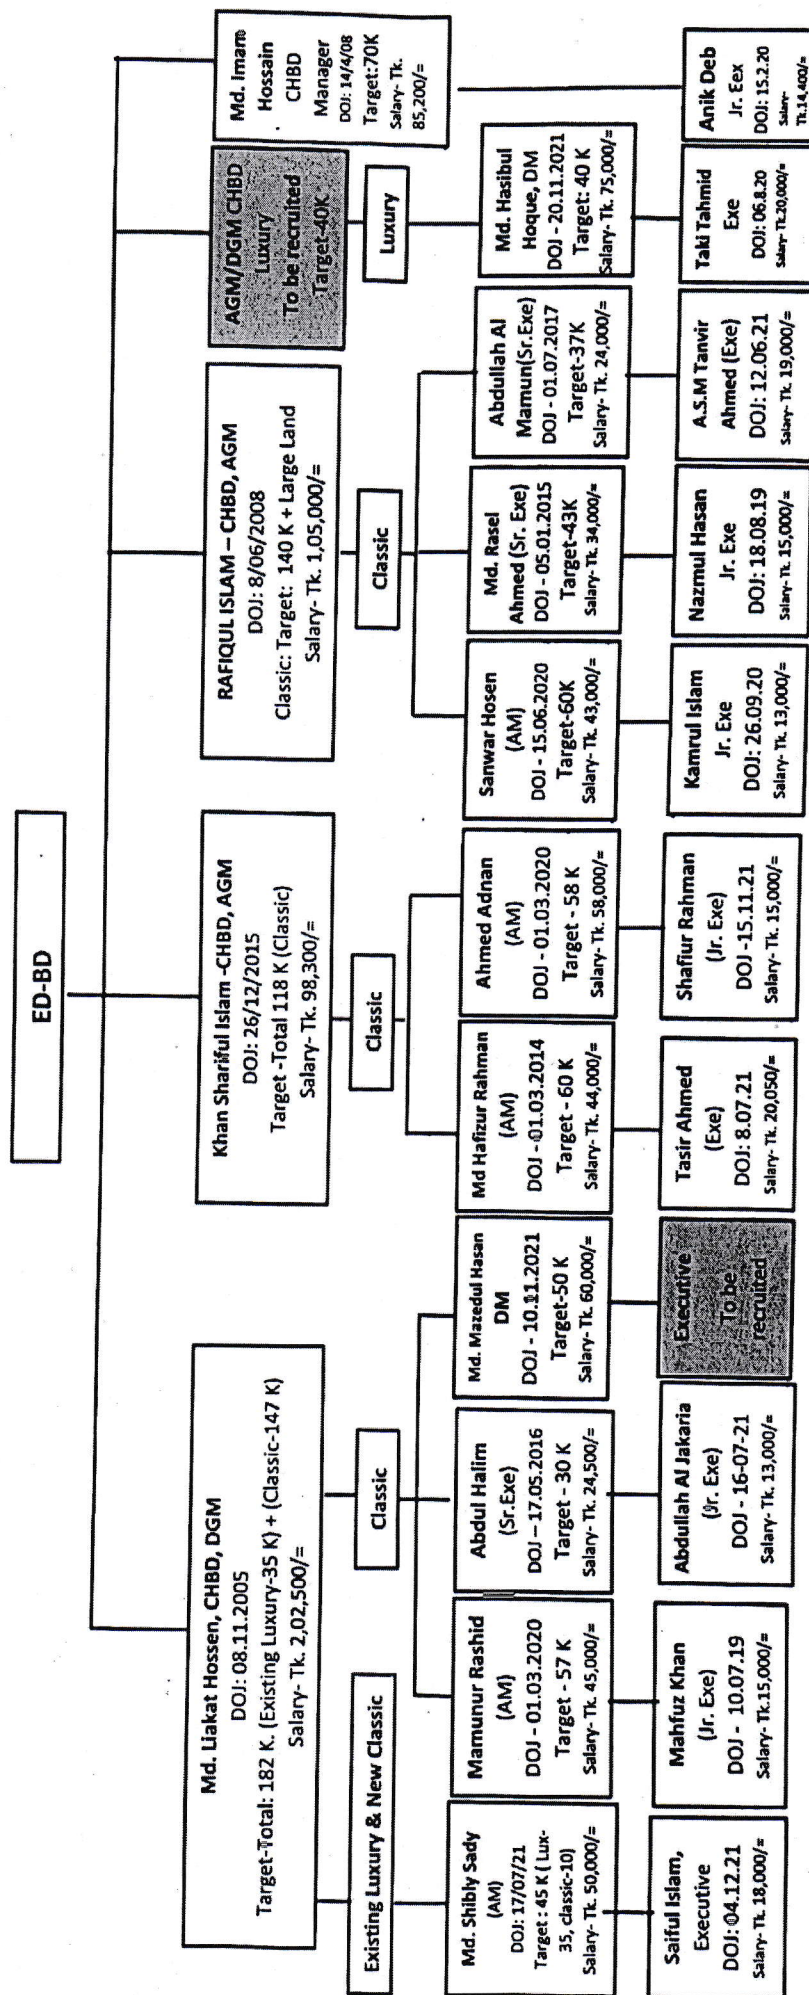 ED-BD
Md. Liakat Hossen, CHBD, DGM
DOJ: 08.11.2005
Target-Total: 182 K. (Existing Luxury-35 K) + (Classic-147 K)
Salary- Tk. 2,02,500/=
Khan Shariful Islam -CHBD, AGM
DOJ: 26/12/2015
Target -Total 118 K (Classic)
Salary- Tk. 98,300/=
RAFIQUL ISLAM – CHBD, AGM
DOJ: 8/06/2008
Classic: Target: 140 K + Large Land
Salary- Tk. 1,05,000/=
AGM/DGM CHBD
Luxury
To be recruited
Target-40K
Md. Imam
Hossain
CHBD
Manager
DOJ: 14/4/08
Target:70K
Salary- Tk.
85,200/=
Existing Luxury & New Classic
Classic
Classic
Classic
Luxury
Md. Shibly Sady
(AM)
DOJ: 17/07/21
Target : 45 K ( Lux-
35, classic-10)
Salary- Tk. 50,000/=
Mamunur Rashid
(AM)
DOJ - 01.03.2020
Target - 57 K
Salary- Tk. 45,000/=
Abdul Halim
(Sr.Exe)
DOJ – 17.05.2016
Target - 30 K
Salary- Tk. 24,500/=
Md. Mazedul Hasan
DM
DOJ - 10.11.2021
Target-50 K
Salary- Tk. 60,000/=
Md Hafizur Rahman
(AM)
DOJ - 01.03.2014
Target - 60 K
Salary- Tk. 44,000/=
Ahmed Adnan
(AM)
DOJ - 01.03.2020
Target - 58 K
Salary- Tk. 58,000/=
Sanwar Hosen
(AM)
DOJ - 15.06.2020
Target-60K
Salary- Tk. 43,000/=
Md. Rasel
Ahmed (Sr. Exe)
DOJ - 05.01.2015
Target-43K
Salary- Tk. 34,000/=
Abdullah Al
Mamun(Sr.Exe)
DOJ - 01.07.2017
Target-37K
Salary- Tk. 24,000/=
Md. Hasibul
Hoque, DM
DOJ - 20.11.2021
Target: 40 K
Salary- Tk. 75,000/=
Saiful Islam,
Executive
DOJ: 04.12.21
Salary- Tk. 18,000/=
Mahfuz Khan
(Jr. Exe)
DOJ - 10.07.19
Salary- Tk.15,000/=
Abdullah Al Jakaria
(Jr. Exe)
DOJ - 16-07-21
Salary- Tk. 13,000/=
Executive
To be
recruited
Tasir Ahmed
(Exe)
DOJ: 8.07.21
Salary- Tk. 20,050/=
Shafiur Rahman
(Jr. Exe)
DOJ -15.11.21
Salary- Tk. 15,000/=
Kamrul Islam
Jr. Exe
DOJ: 26.09.20
Salary- Tk. 13,000/=
Nazmul Hasan
Jr. Exe
DOJ: 18.08.19
Salary- Tk. 15,000/=
A.S.M Tanvir
Ahmed (Exe)
DOJ: 12.06.21
Salary- Tk. 19,000/=
Taki Tahmid
Exe
DOJ: 06.8.20
Salary- Tk.20,000/=
Anik Deb
Jr. Eex
DOJ: 15.2.20
Salary-
Tk.14,400/=